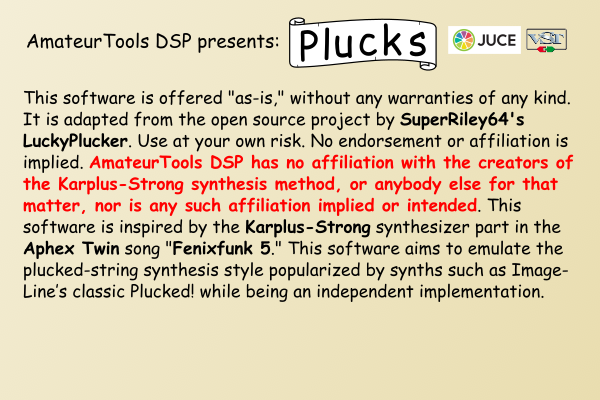 AmateurTools DSP presents: Plucks JUCE VST
This software is offered "as-is," without any warranties of any kind.
It is adapted from the open source project by SuperRiley64's
LuckyPlucker. Use at your own risk. No endorsement or affiliation is
implied. AmateurTools DSP has no affiliation with the creators of
the Karplus-Strong synthesis method, or anybody else for that
matter, nor is any such affiliation implied or intended. This
software is inspired by the Karplus-Strong synthesizer part in the
Aphex Twin song "Fenixfunk 5." This software aims to emulate the
plucked-string synthesis style popularized by synths such as Image-
Line's classic Plucked! while being an independent implementation.